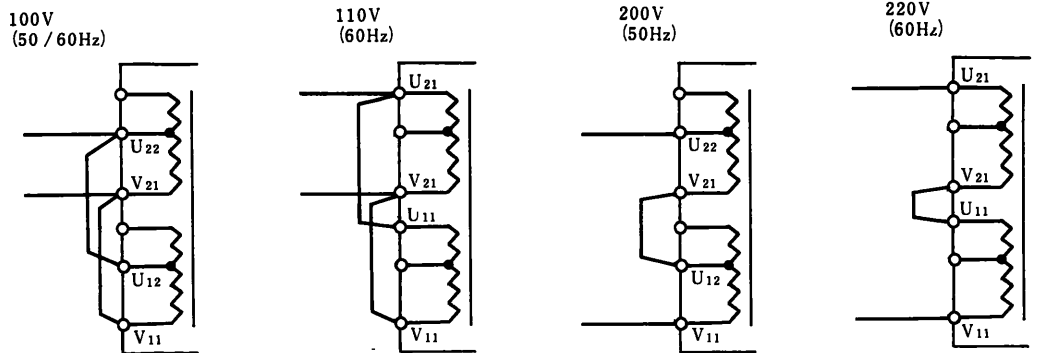 100V
(50/60Hz)
U22
V21
U12
V11
110V
(60Hz)
U21
V21
U11
V11
200V
(50Hz)
U22
V21
U12
V11
220V
(60Hz)
U21
V21
U11
V11